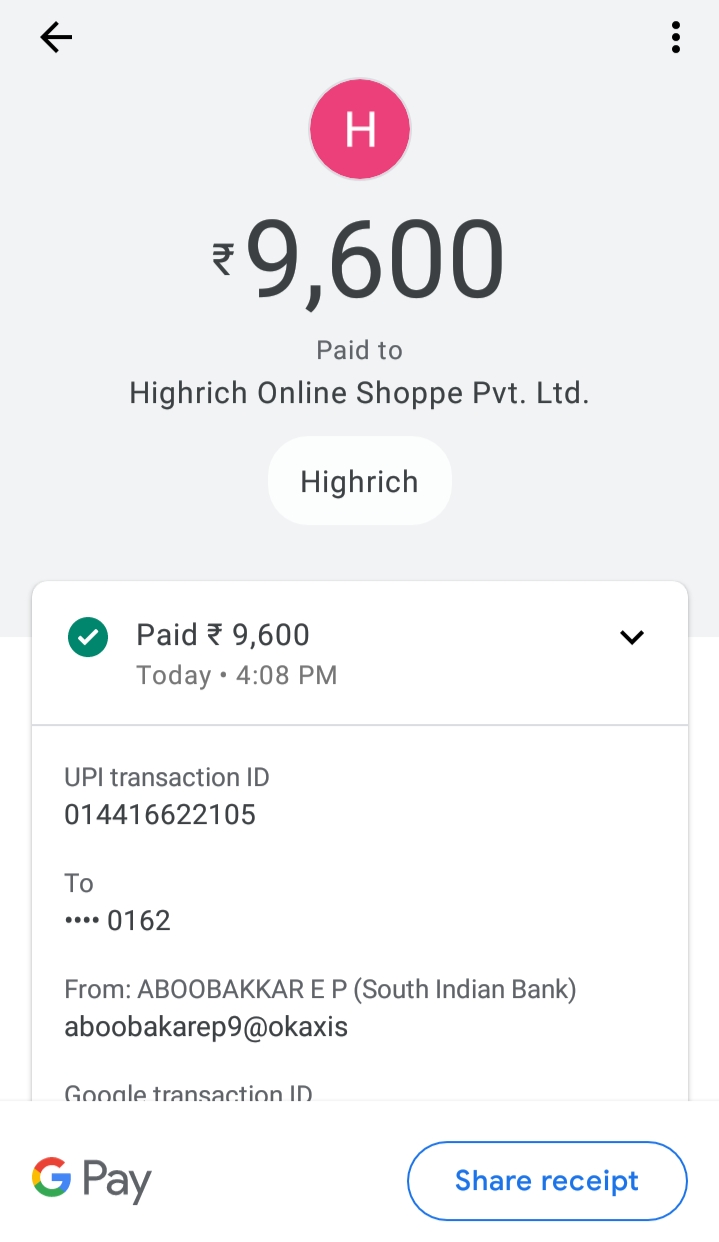 H
₹9,600
Paid to
Highrich Online Shoppe Pvt. Ltd.
Highrich
Paid ₹ 9,600
Today • 4:08 PM
UPI transaction ID
014416622105
To
•••• 0162
From: ABOOBAKKAR E P (South Indian Bank)
aboobakarep9@okaxis
Google transaction ID
G Pay
Share receipt